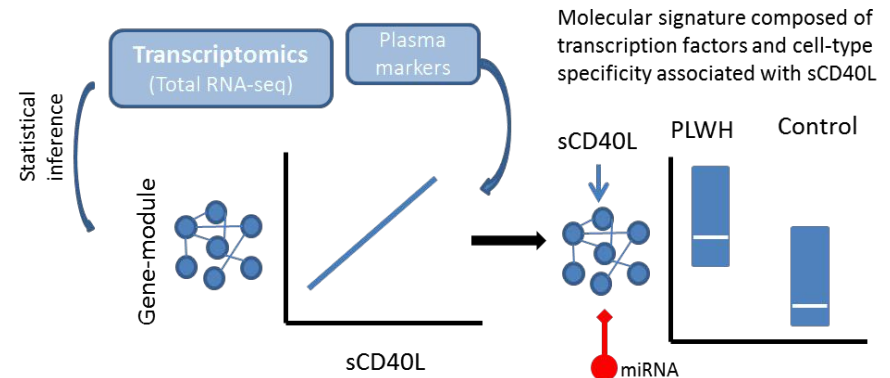 Transcriptomics
(Total RNA-seq)
Plasma
markers
Statistical
inference
Gene-module
sCD40L
Molecular signature composed of
transcription factors and cell-type
specificity associated with sCD40L
sCD40L
PLWH
Control
miRNA